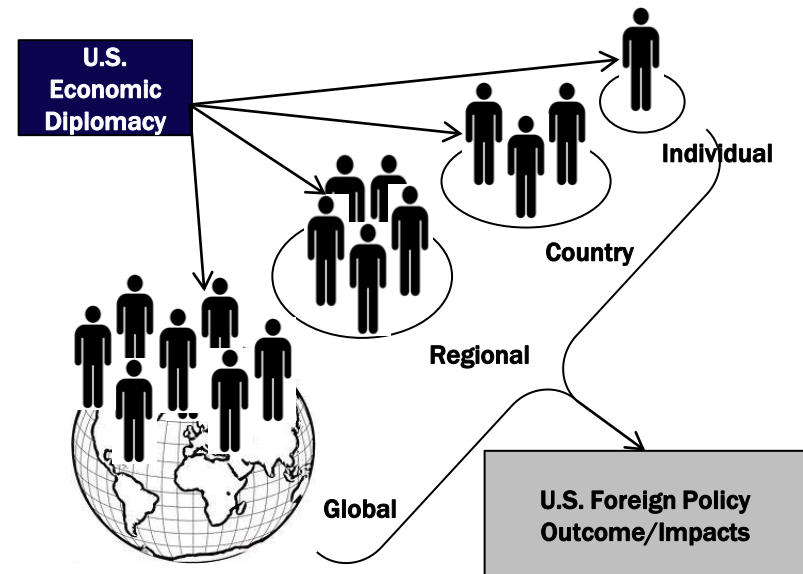 U.S.
Economic
Diplomacy
Individual
Country
Regional
Global
U.S. Foreign Policy
Outcome/Impacts